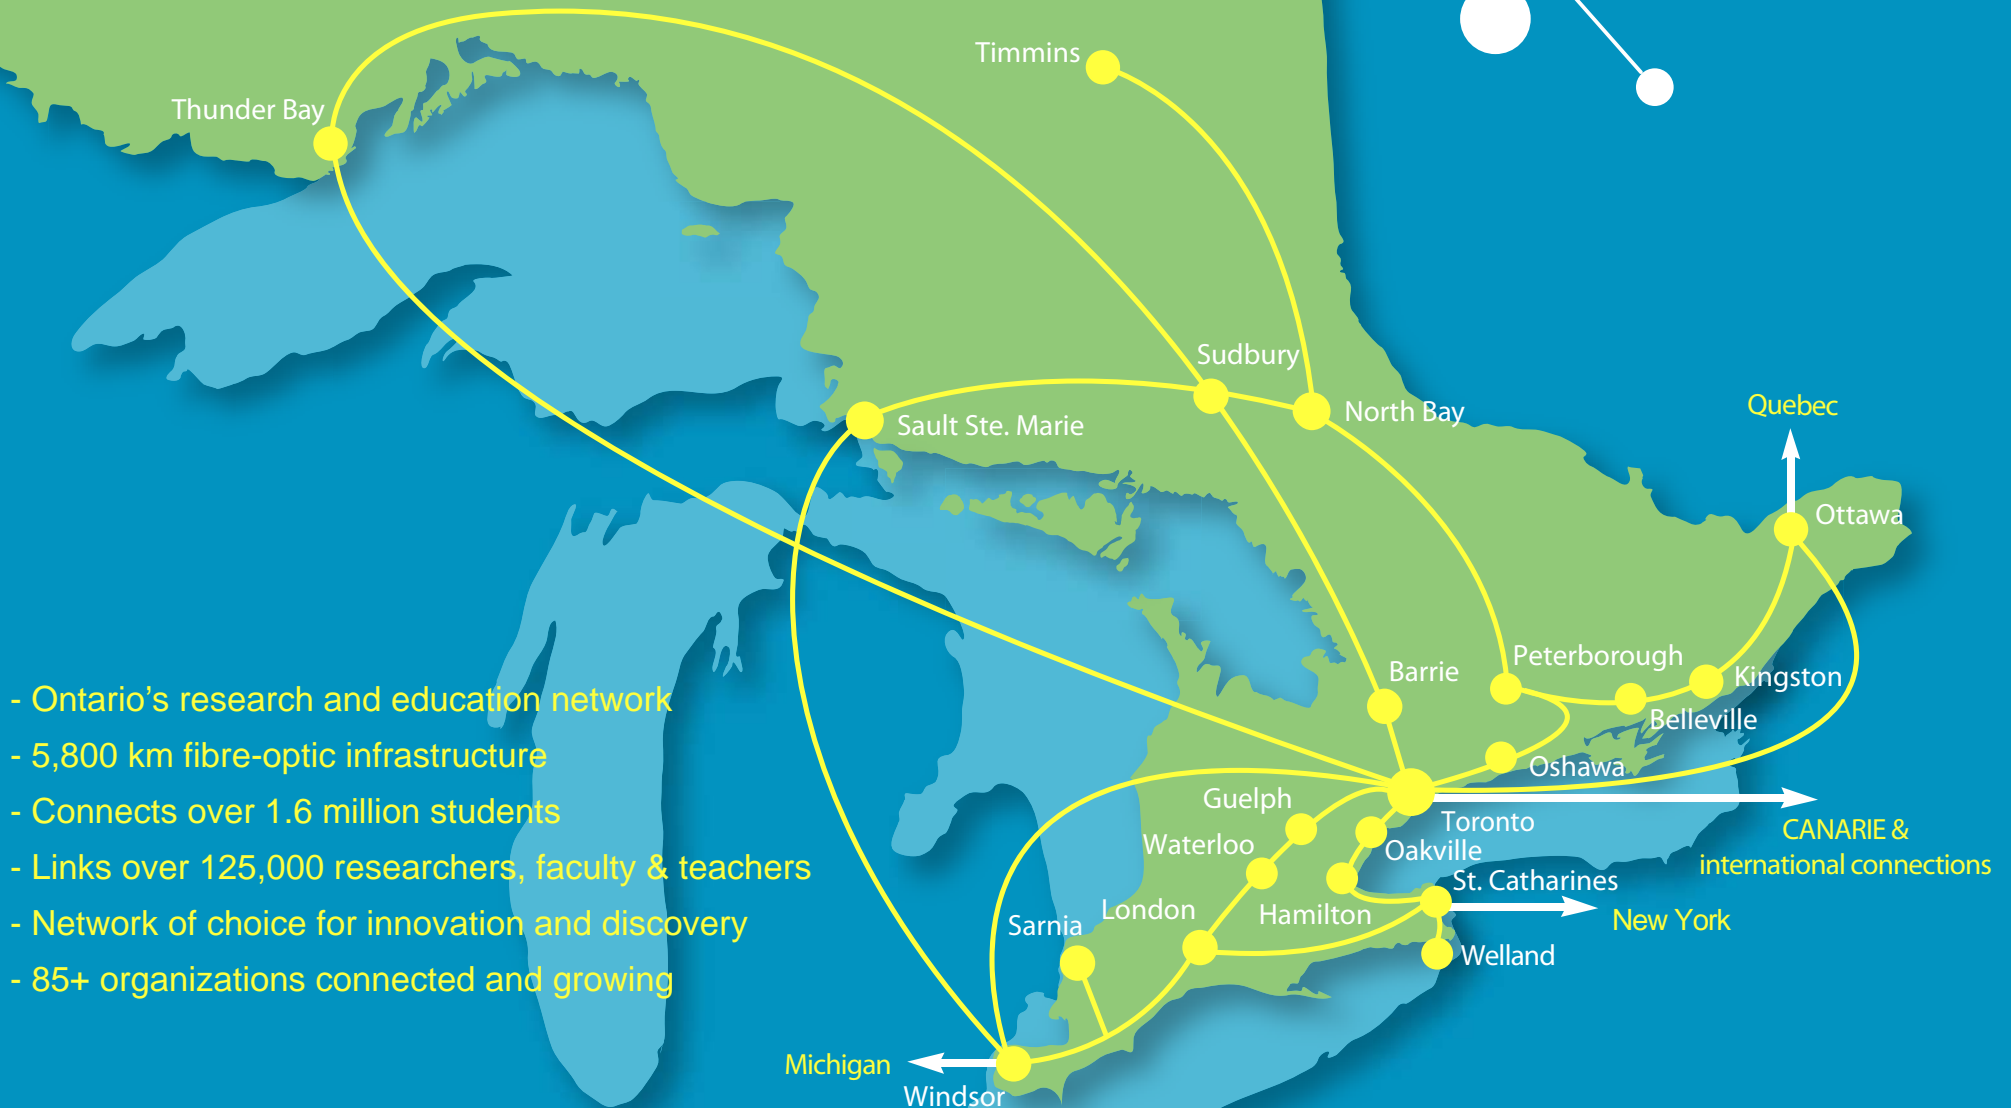 Timmins
Thunder Bay
Sudbury
Quebec
North Bay
Sault Ste. Marie
Ottawa
Peterborough
Barrie
Kingston
Belleville
Oshawa
Guelph
Toronto
CANARIE &
international connections
Waterloo
Oakville
St. Catharines
London
Hamilton
New York
Sarnia
Welland
Michigan
Windsor
- Ontario’s research and education network
- 5,800 km fibre-optic infrastructure
- Connects over 1.6 million students
- Links over 125,000 researchers, faculty & teachers
- Network of choice for innovation and discovery
- 85+ organizations connected and growing